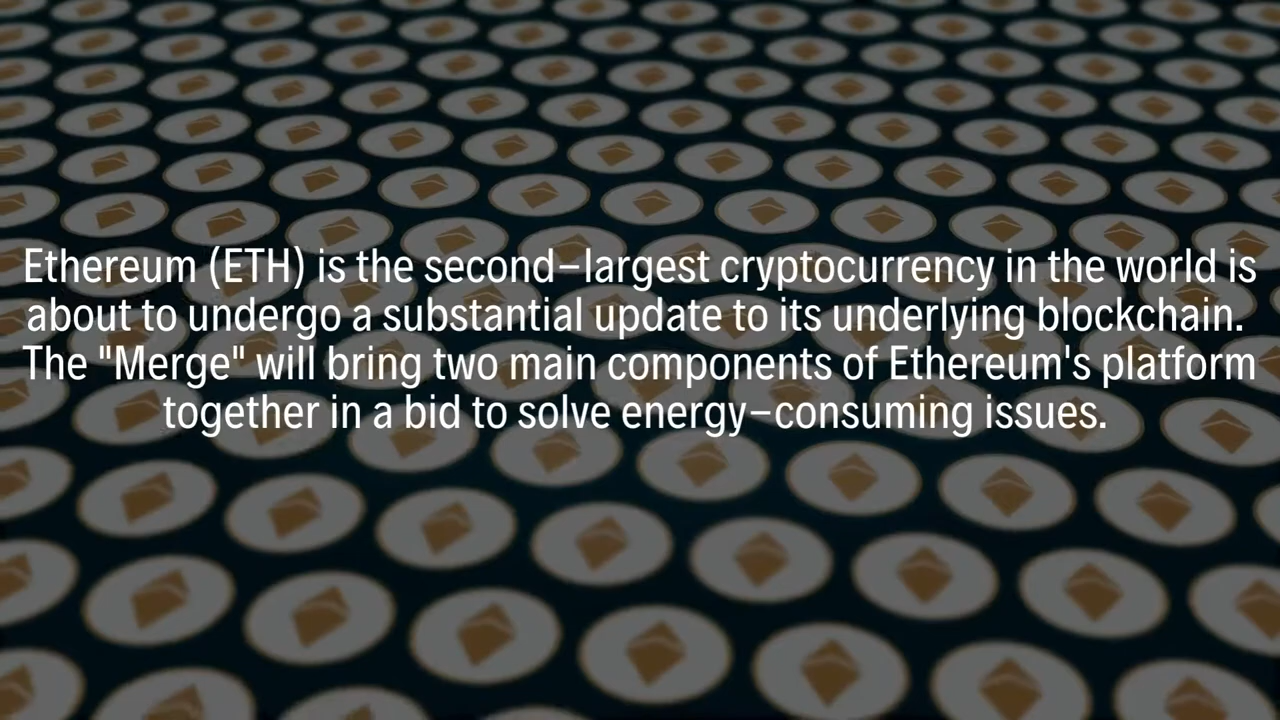 Ethereum (ETH) is the second–largest cryptocurrency in the world is
about to undergo a substantial update to its underlying blockchain.
The "Merge" will bring two main components of Ethereum's platform
together in a bid to solve energy–consuming issues.